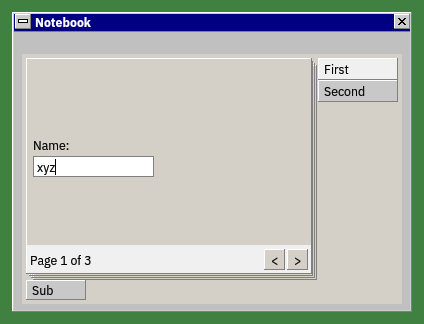 Notebook
First
Second
Name:
xyz
Page 1 of 3
< >
Sub